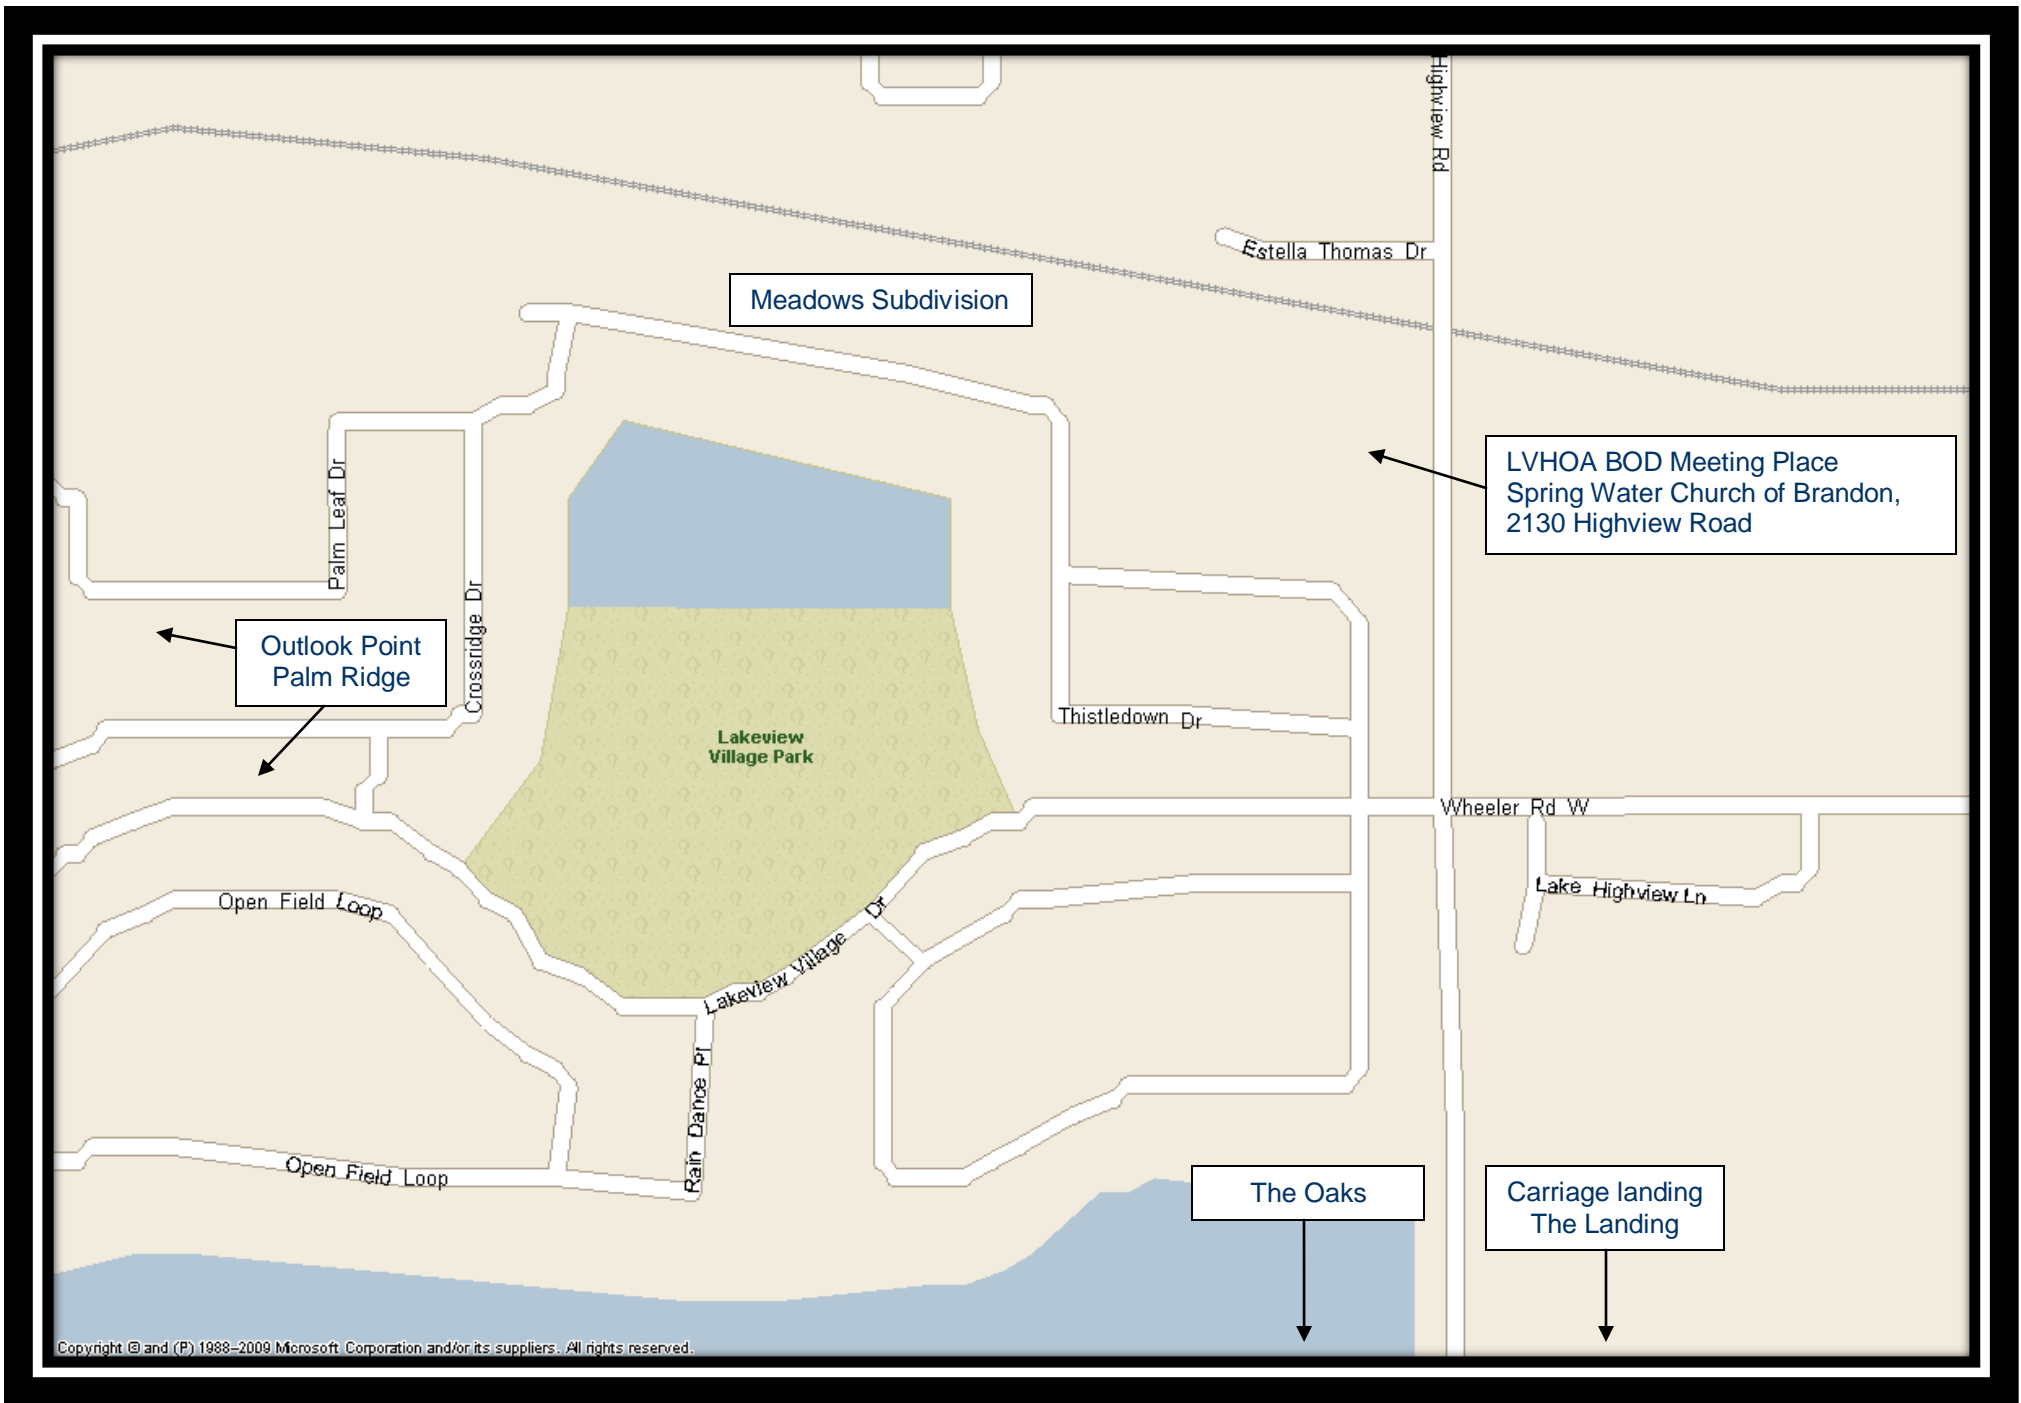 Highview Rd
Estella Thomas Dr
Meadows Subdivision
LVHOA BOD Meeting Place
Spring Water Church of Brandon,
2130 Highview Road
Palm Leaf Dr
Crossridge Dr
Outlook Point
Palm Ridge
Thistledown Dr
Lakeview
Village Park
Wheeler Rd W
Lake Highview Ln
Open Field Loop
Lakeview Village Dr
Rain Dance Pl
Open Field Loop
The Oaks
Carriage landing
The Landing
Copyright © and (P) 1988–2009 Microsoft Corporation and/or its suppliers. All rights reserved.